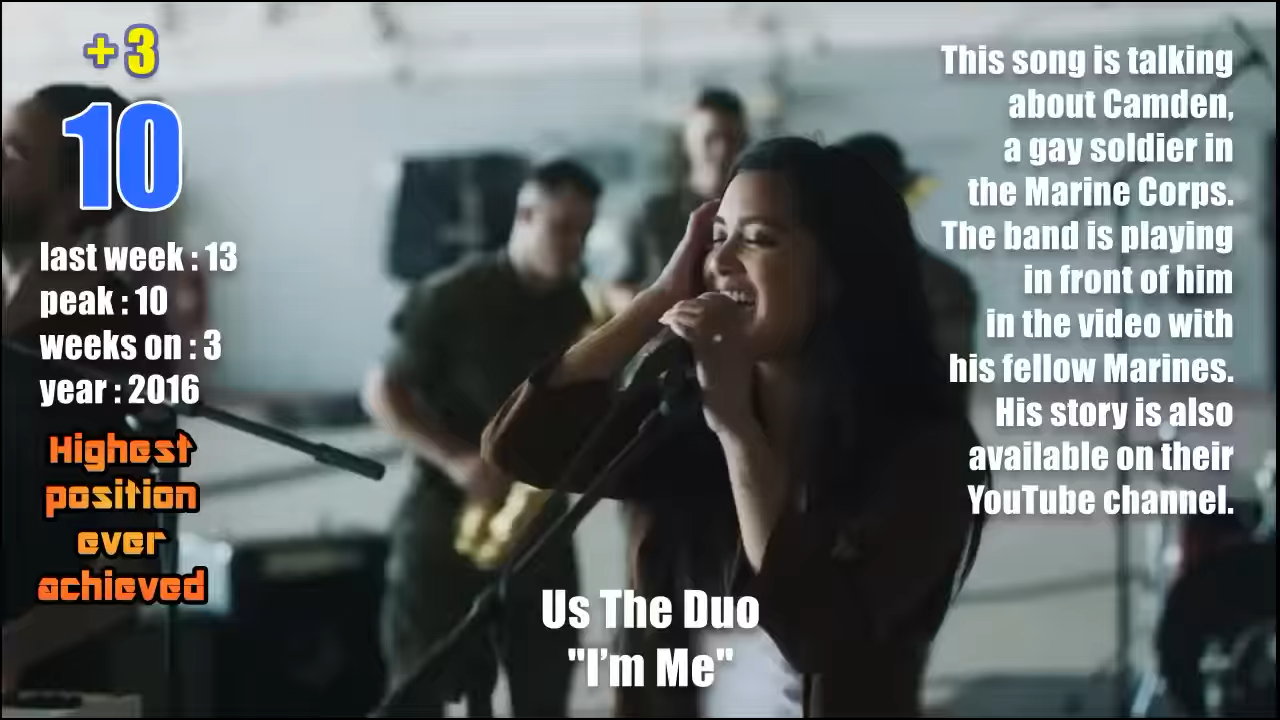 + 3
10
last week : 13
peak : 10
weeks on : 3
year : 2016
Highest
position
ever
achieved
This song is talking
about Camden,
a gay soldier in
the Marine Corps.
The band is playing
in front of him
in the video with
his fellow Marines.
His story is also
available on their
YouTube channel.
Us The Duo
"I'm Me"